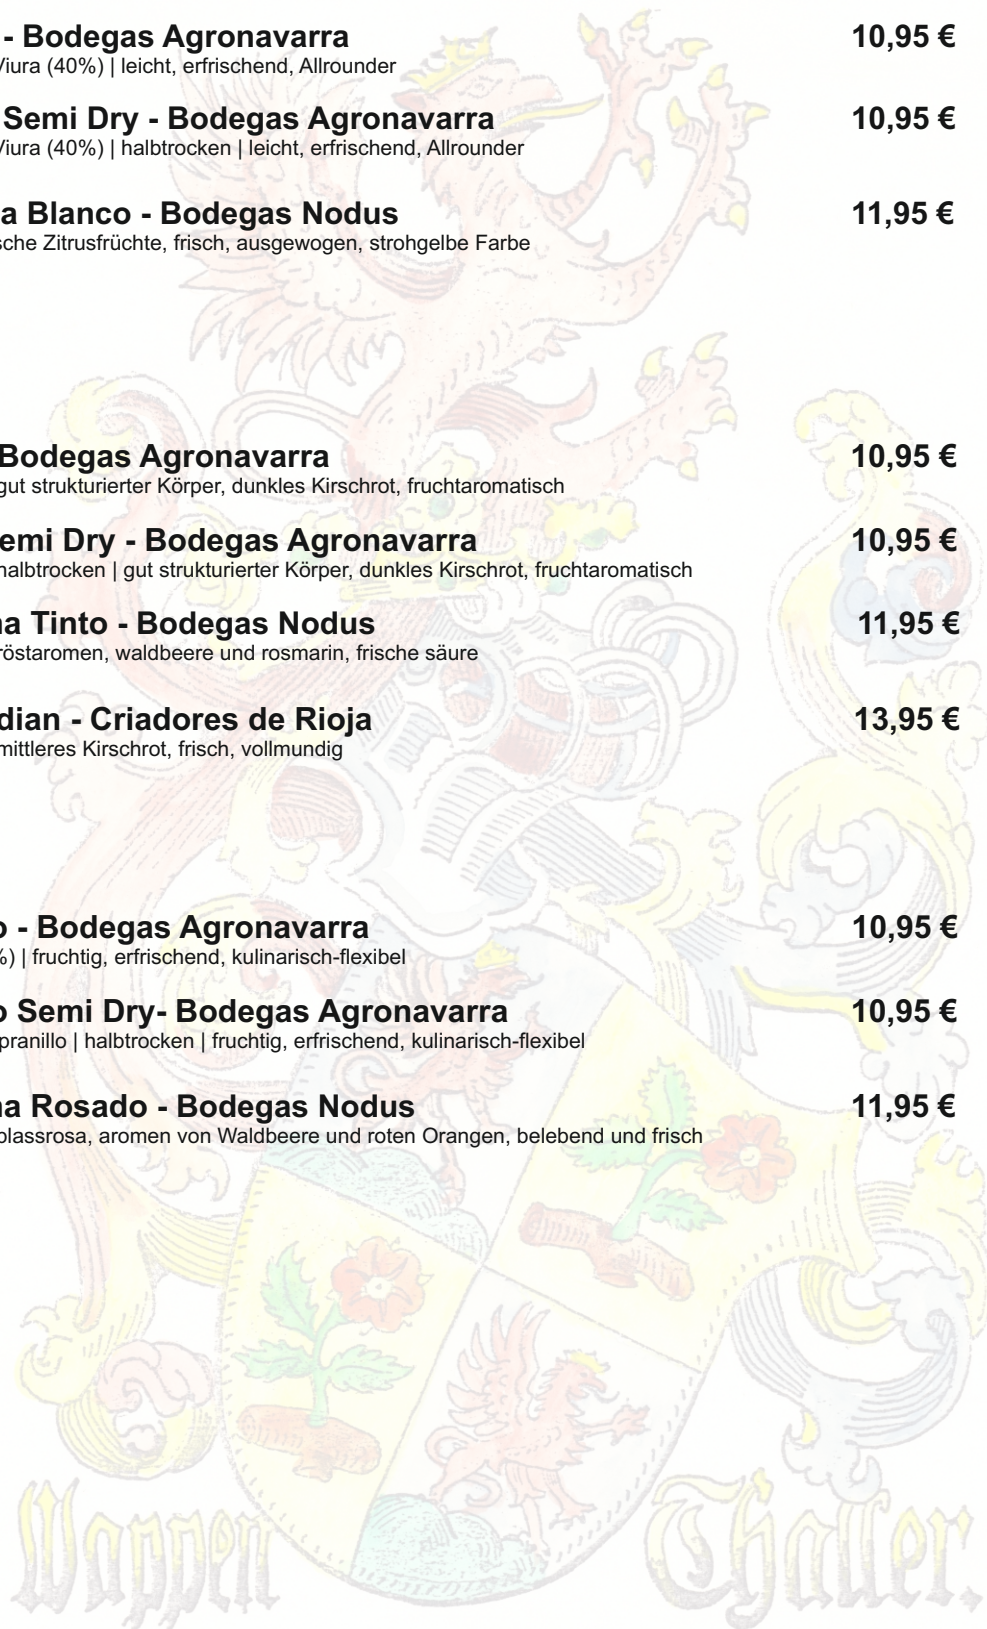 - Bodegas Agronavarra 10,95 €
Viura (40%) | leicht, erfrischend, Allrounder
Semi Dry - Bodegas Agronavarra 10,95 €
Viura (40%) | halbtrocken | leicht, erfrischend, Allrounder
a Blanco - Bodegas Nodus 11,95 €
sche Zitrusfrüchte, frisch, ausgewogen, strohgelbe Farbe
Bodegas Agronavarra 10,95 €
gut strukturierter Körper, dunkles Kirschrot, fruchtaromatisch
emi Dry - Bodegas Agronavarra 10,95 €
halbtrocken | gut strukturierter Körper, dunkles Kirschrot, fruchtaromatisch
na Tinto - Bodegas Nodus 11,95 €
röstaromen, waldbeere und rosmarin, frische säure
dian - Criadores de Rioja 13,95 €
mittleres Kirschrot, frisch, vollmundig
o - Bodegas Agronavarra 10,95 €
%) | fruchtig, erfrischend, kulinarisch-flexibel
o Semi Dry- Bodegas Agronavarra 10,95 €
pranillo | halbtrocken | fruchtig, erfrischend, kulinarisch-flexibel
na Rosado - Bodegas Nodus 11,95 €
blassrosa, aromen von Waldbeere und roten Orangen, belebend und frisch
Wappen Thaller.